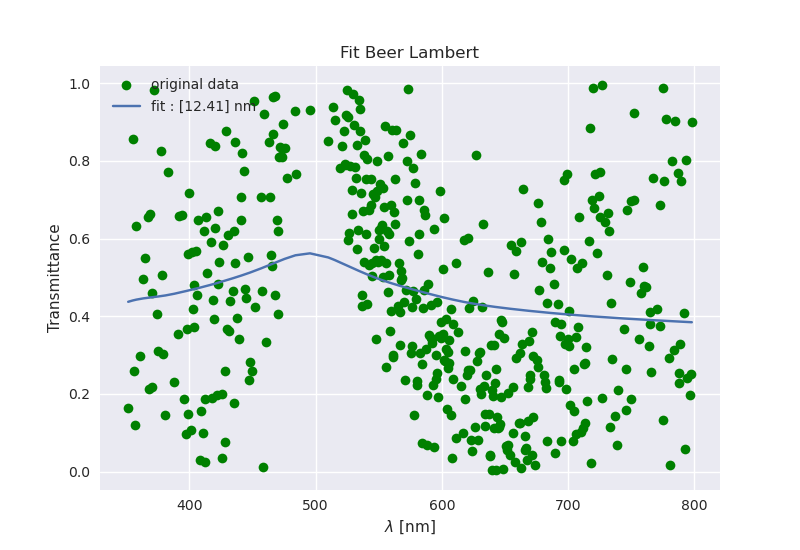 Fit Beer Lambert
original data
fit : [12.41] nm
1.0
0.8
0.6
0.4
0.2
0.0
Transmittance
400 500 600 700 800
λ [nm]